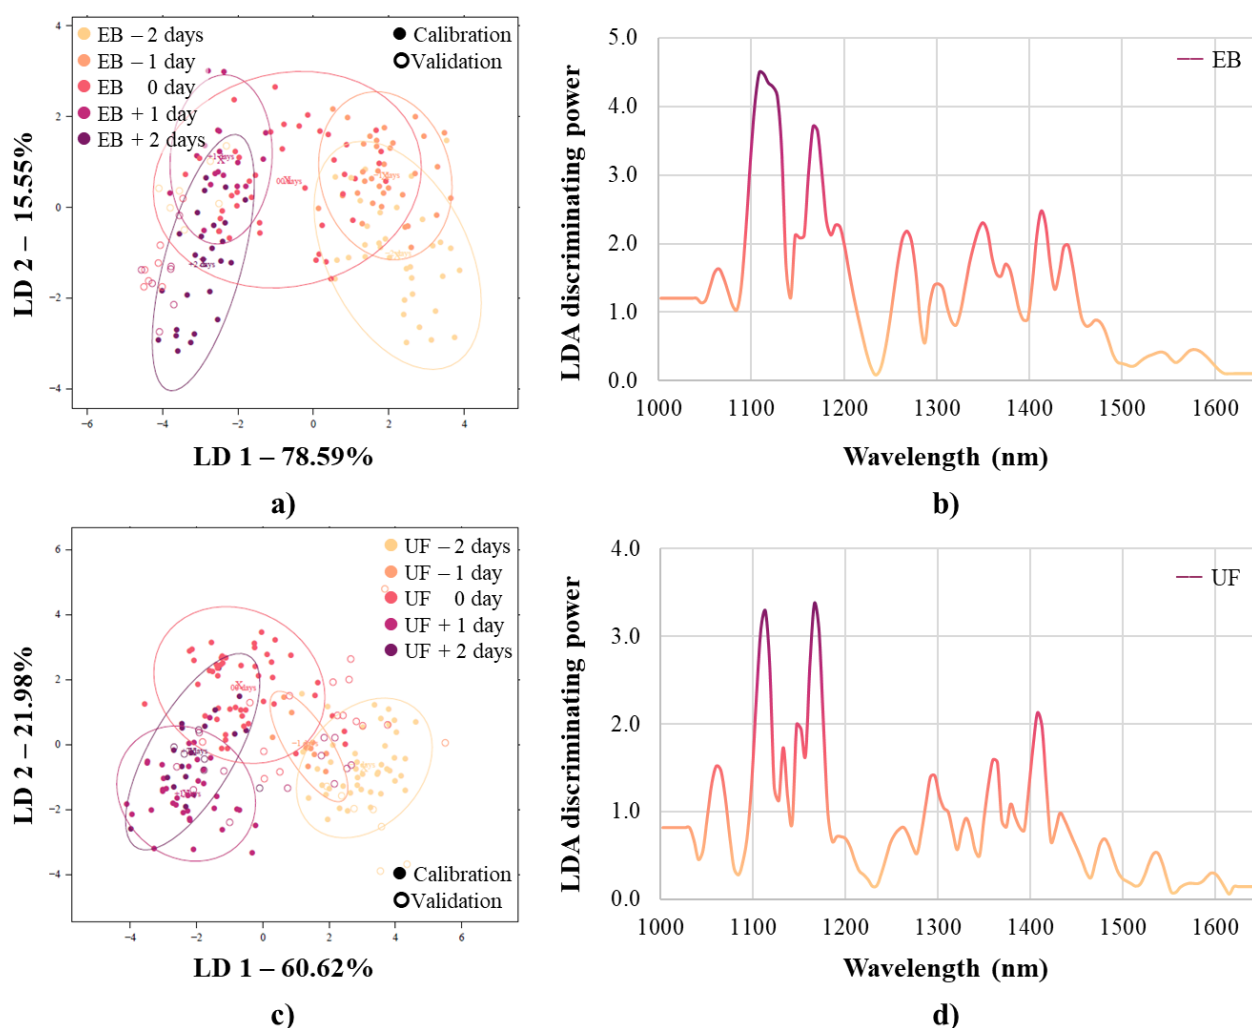 EB – 2 days
EB – 1 day
EB 0 day
EB + 1 day
EB + 2 days
Calibration
Validation
4
2
0
−2
−4
−6
−4
−2
0
2
4
LD 2 – 15.55%
LD 1 – 78.59%
a)
EB
5.0
4.0
3.0
2.0
1.0
0.0
1000
1100
1200
1300
1400
1500
1600
LDA discriminating power
Wavelength (nm)
b)
UF – 2 days
UF – 1 day
UF 0 day
UF + 1 day
UF + 2 days
Calibration
Validation
6
4
2
0
−2
−4
−4
−2
0
2
4
6
LD 2 – 21.98%
LD 1 – 60.62%
c)
UF
4.0
3.0
2.0
1.0
0.0
1000
1100
1200
1300
1400
1500
1600
LDA discriminating power
Wavelength (nm)
d)